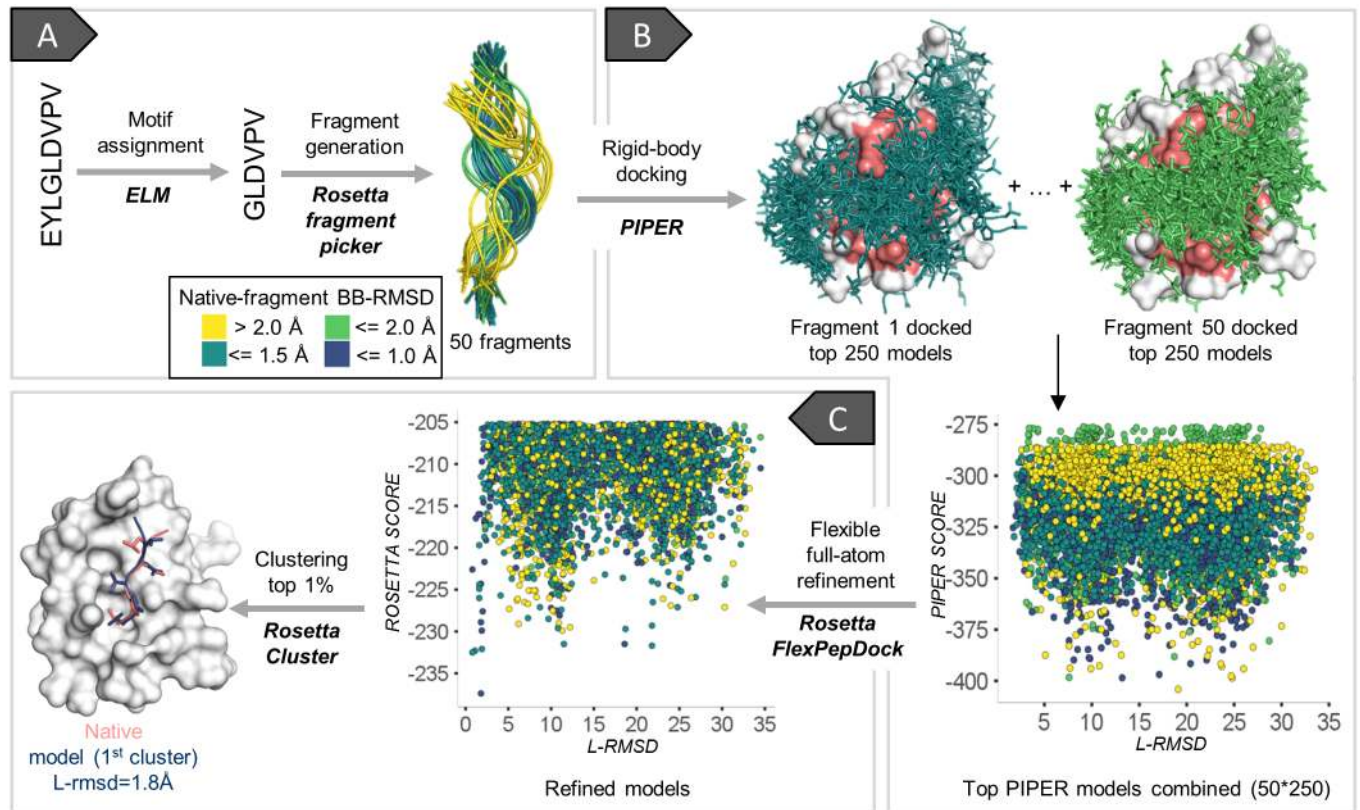 A
EYLGLDVPV
Motif
assignment
ELM
GLDVPV
Fragment
generation
Rosetta
fragment
picker
50 fragments
Native-fragment BB-RMSD
> 2.0 Å
<= 2.0 Å
<= 1.5 Å
<= 1.0 Å
B
Rigid-body
docking
PIPER
+ ... +
Fragment 1 docked
top 250 models
Fragment 50 docked
top 250 models
-275
-300
-325
-350
-375
-400
PIPER SCORE
5 10 15 20 25 30 35
L-RMSD
Top PIPER models combined (50*250)
C
Flexible
full-atom
refinement
Rosetta
FlexPepDock
-205
-210
-215
-220
-225
-230
-235
ROSETTA SCORE
0 5 10 15 20 25 30 35
L-RMSD
Refined models
Clustering
top 1%
Rosetta
Cluster
Native
model (1st cluster)
L-rmsd=1.8Å